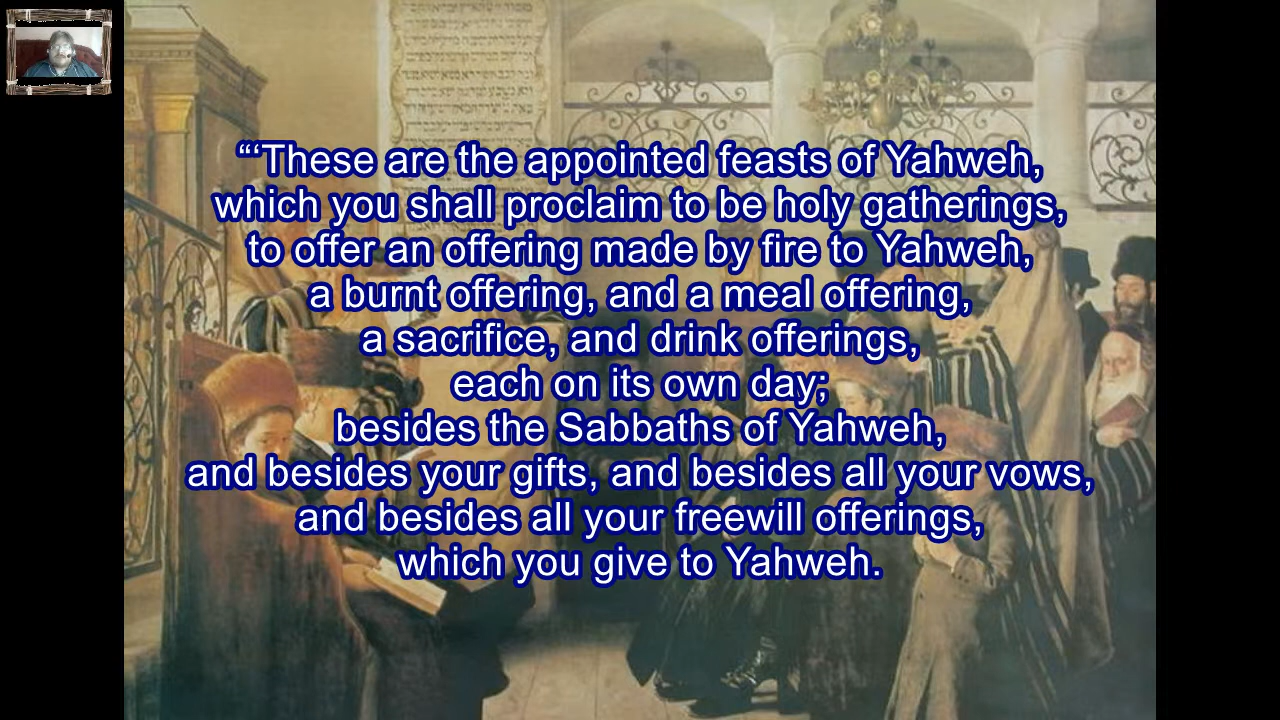 “‘These are the appointed feasts of Yahweh,
which you shall proclaim to be holy gatherings,
to offer an offering made by fire to Yahweh,
a burnt offering, and a meal offering,
a sacrifice, and drink offerings,
each on its own day;
besides the Sabbaths of Yahweh,
and besides your gifts, and besides all your vows,
and besides all your freewill offerings,
which you give to Yahweh.